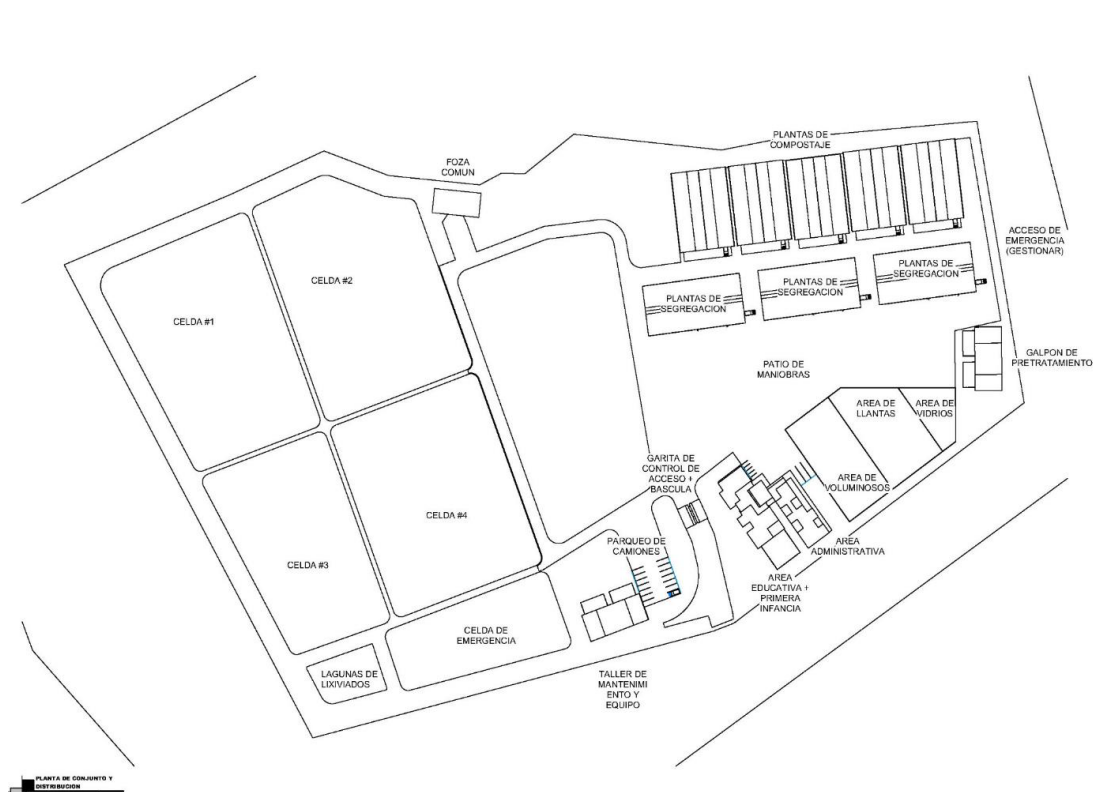 PLANTAS DE
COMPOSTAJE
FOZA
COMUN
ACCESO DE
EMERGENCIA
(GESTIONAR)
CELDA #2
CELDA #1
PLANTAS DE
SEGREGACION
PLANTAS DE
SEGREGACION
PLANTAS DE
SEGREGACION
PATIO DE
MANIOBRAS
GALPON DE
PRETRATAMIENTO
AREA DE
LLANTAS
AREA DE
VIDRIOS
GARITA DE
CONTROL DE
ACCESO +
BASCULA
AREA DE
VOLUMINOSOS
CELDA #4
PARQUEO DE
CAMIONES
AREA
ADMINISTRATIVA
CELDA #3
AREA
EDUCATIVA +
PRIMERA
INFANCIA
CELDA DE
EMERGENCIA
LAGUNAS DE
LIXIVIADOS
TALLER DE
MANTENIMI
ENTO Y
EQUIPO
PLANTA DE CONJUNTO Y
DISTRIBUCION